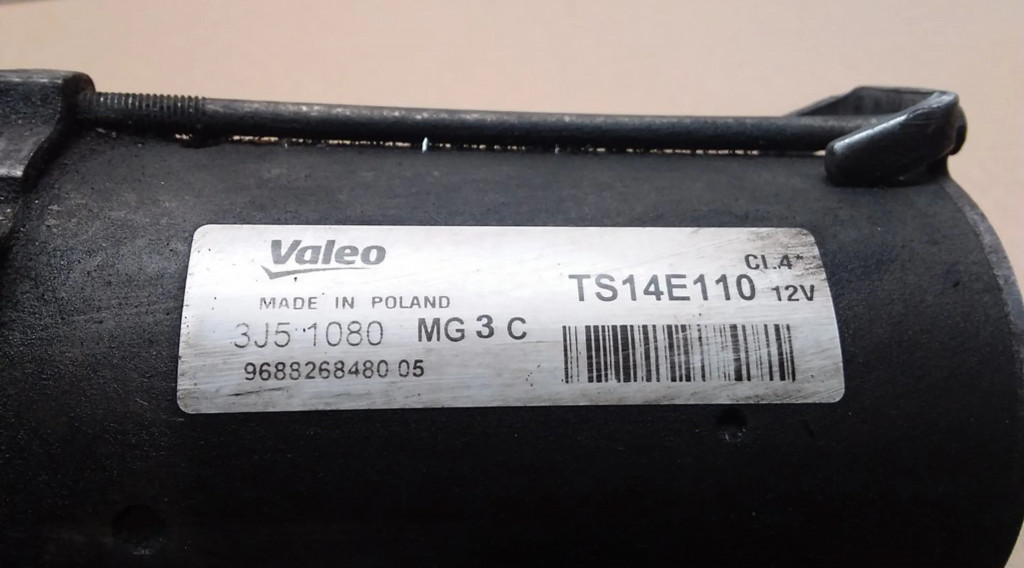 Valeo
MADE IN POLAND
3J5 1080 MG 3 C
9688268480 05
Cl.4*
TS14E110 12V